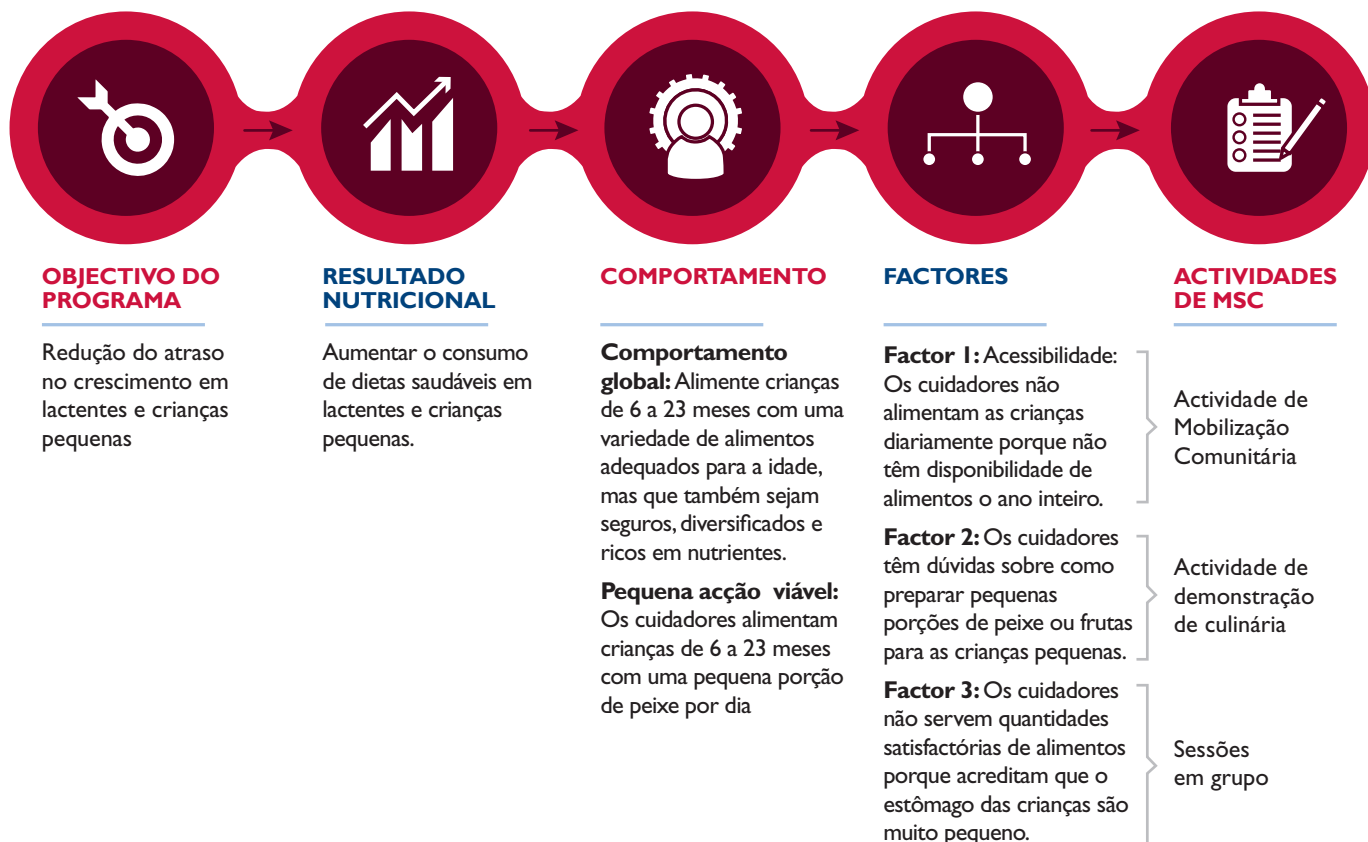 OBJECTIVO DO
PROGRAMA
Redução do atraso
no crescimento em
lactentes e crianças
pequenas
RESULTADO
NUTRICIONAL
Aumentar o consumo
de dietas saudáveis em
lactentes e crianças
pequenas.
COMPORTAMENTO
Comportamento
global: Alimente crianças
de 6 a 23 meses com uma
variedade de alimentos
adequados para a idade,
mas que também sejam
seguros, diversificados e
ricos em nutrientes.
Pequena acção viável:
Os cuidadores alimentam
crianças de 6 a 23 meses
com uma pequena porção
de peixe por dia
FACTORES
Factor 1: Acessibilidade:
Os cuidadores não
alimentam as crianças
diariamente porque não
têm disponibilidade de
alimentos o ano inteiro.
Factor 2: Os cuidadores
têm dúvidas sobre como
preparar pequenas
porções de peixe ou frutas
para as crianças pequenas.
Factor 3: Os cuidadores
não servem quantidades
satisfactórias de alimentos
porque acreditam que o
estômago das crianças são
muito pequeno.
ACTIVIDADES
DE MSC
Actividade de
Mobilização
Comunitária
Actividade de
demonstração
de culinária
Sessões
em grupo